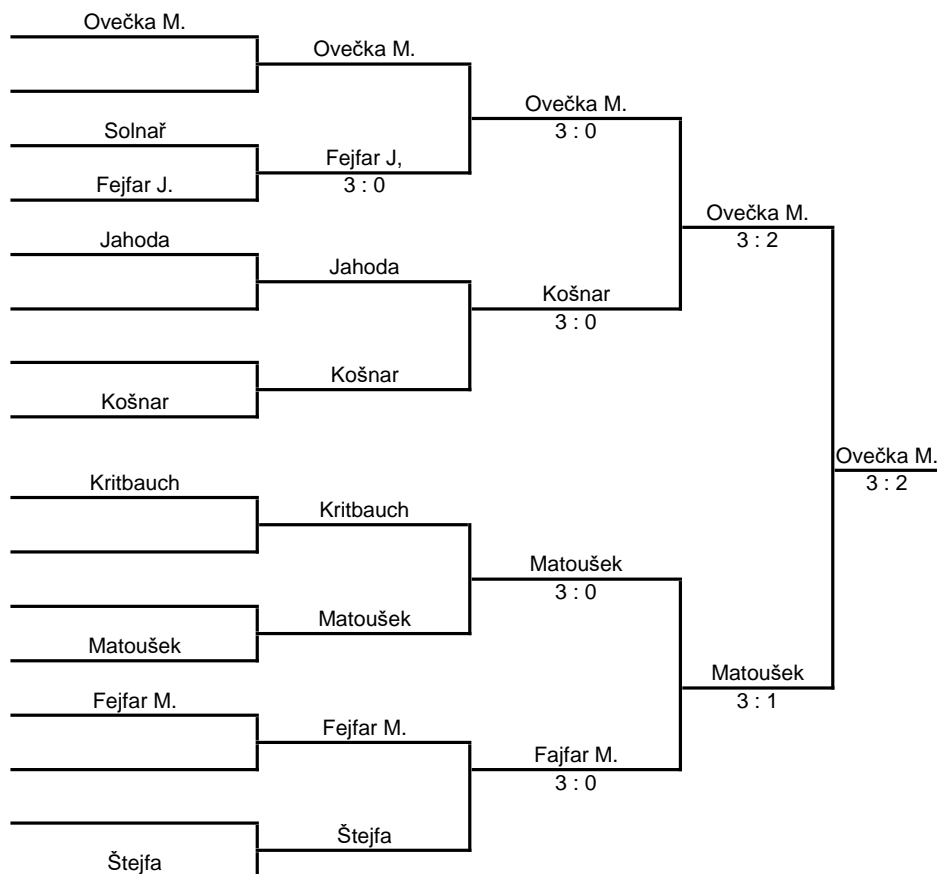 Ovečka M.
Ovečka M.
Ovečka M.
3 : 0
Solnař
Fejfar J,
3 : 0
Fejfar J.
Ovečka M.
3 : 2
Jahoda
Jahoda
Košnar
3 : 0
Košnar
Košnar
Ovečka M.
3 : 2
Kritbauch
Kritbauch
Matoušek
3 : 0
Matoušek
Matoušek
Matoušek
3 : 1
Fejfar M.
Fejfar M.
Fajfar M.
3 : 0
Štejfa
Štejfa